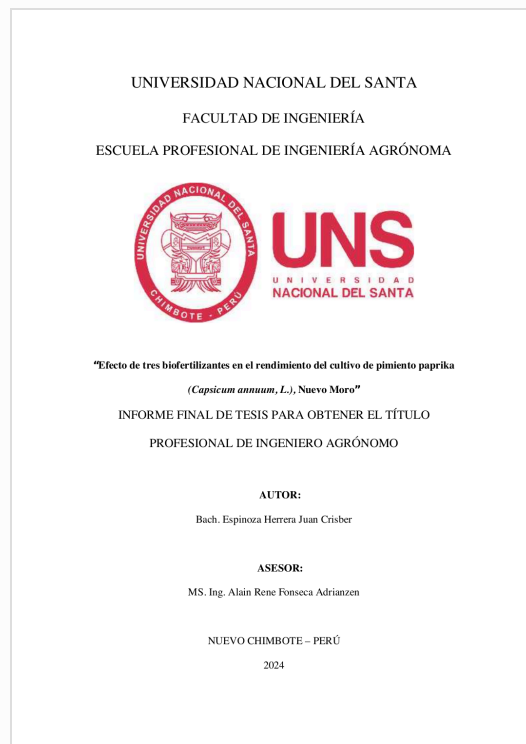 UNIVERSIDAD NACIONAL DEL SANTA
FACULTAD DE INGENIERÍA
ESCUELA PROFESIONAL DE INGENIERÍA AGRÓNOMA
UNIVERSIDAD NACIONAL DEL SANTA
CHIMBOTE - PERÚ
UNS
UNIVERSIDAD
NACIONAL DEL SANTA
"Efecto de tres biofertilizantes en el rendimiento del cultivo de pimiento paprika
(Capsicum annuum, L.), Nuevo Moro"
INFORME FINAL DE TESIS PARA OBTENER EL TÍTULO
PROFESIONAL DE INGENIERO AGRÓNOMO
AUTOR:
Bach. Espinoza Herrera Juan Crisber
ASESOR:
MS. Ing. Alain Rene Fonseca Adrianzen
NUEVO CHIMBOTE – PERÚ
2024